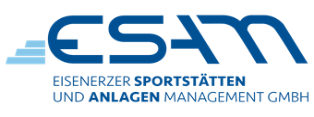 ESAM
EISENERZER SPORTSTÄTTEN
UND ANLAGEN MANAGEMENT GMBH